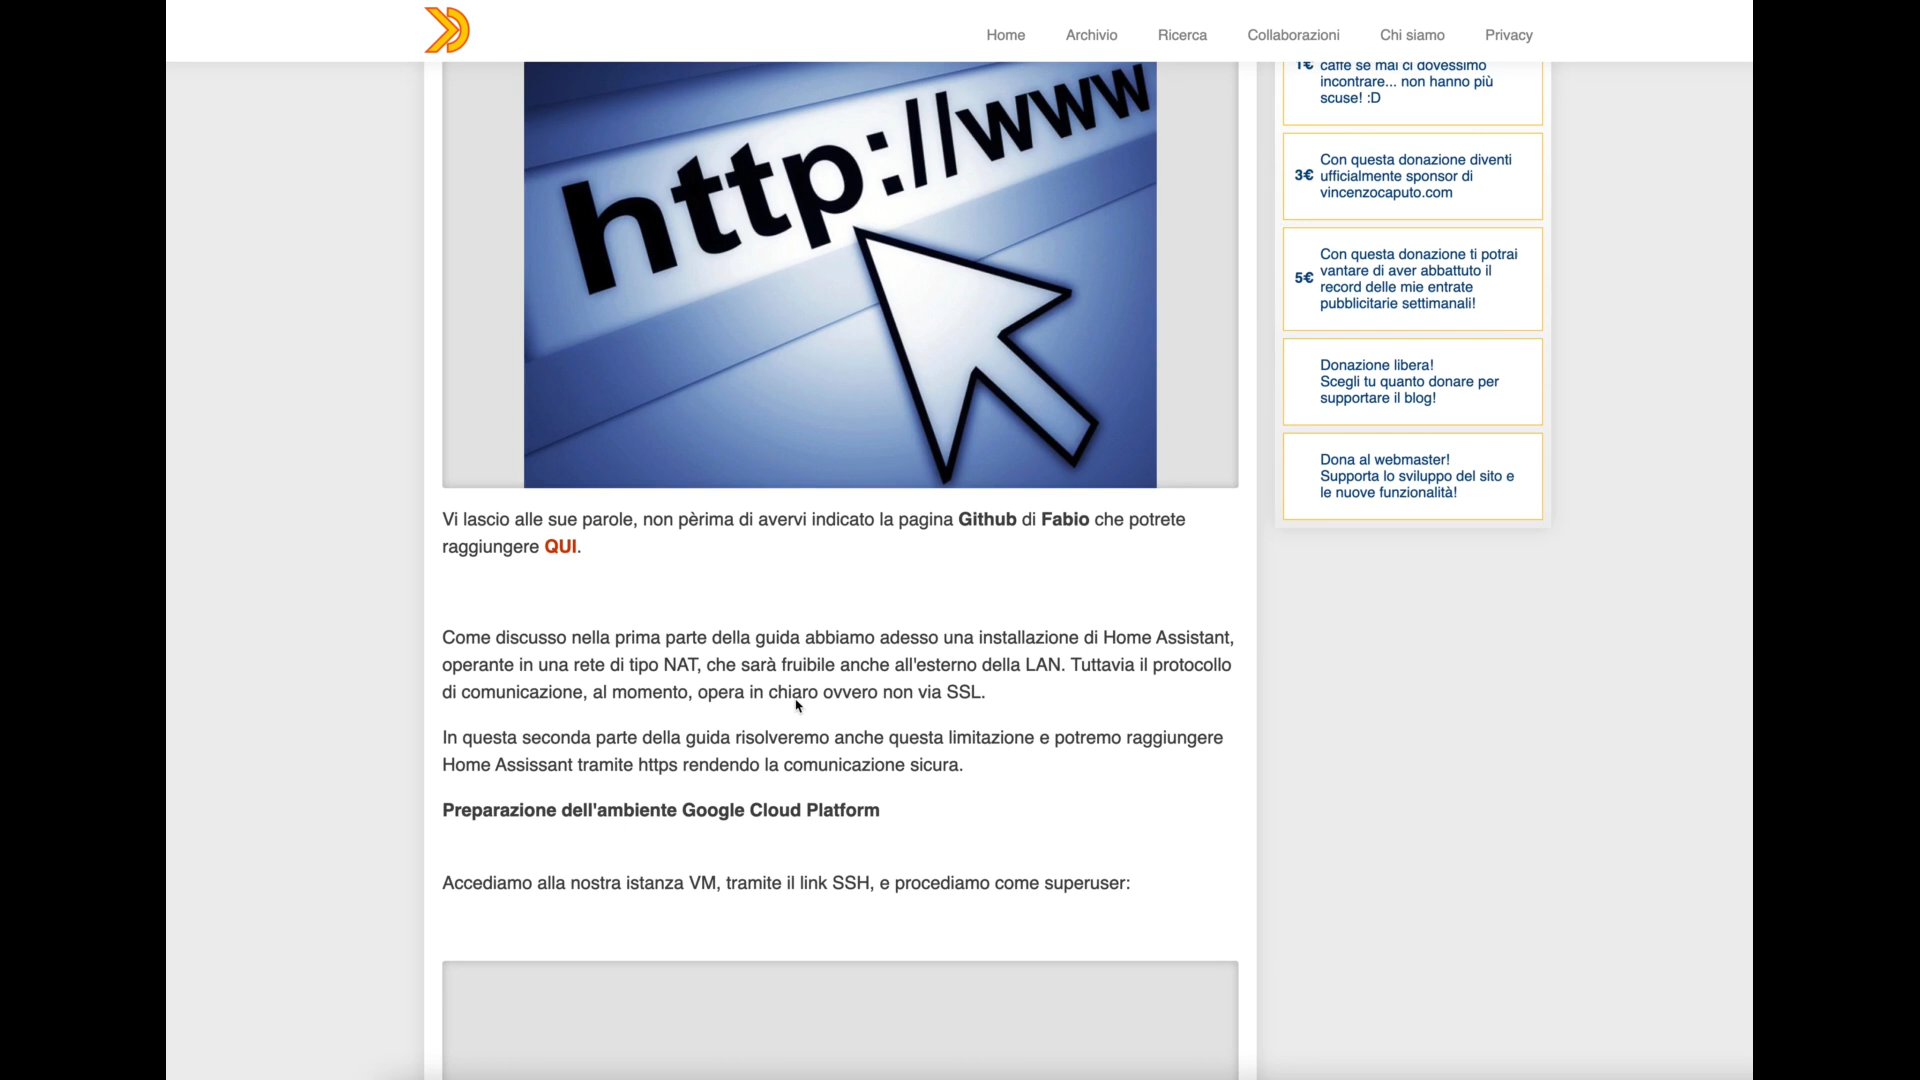 Home Archivio Ricerca Collaborazioni Chi siamo Privacy
http://www
1€ caffè se mai ci dovessimo
incontrare... non hanno più
scuse! :D
Con questa donazione diventi
3€ ufficialmente sponsor di
vincenzocaputo.com
Con questa donazione ti potrai
5€ vantare di aver abbattuto il
record delle mie entrate
pubblicitarie settimanali!
Donazione libera!
Scegli tu quanto donare per
supportare il blog!
Dona al webmaster!
Supporta lo sviluppo del sito e
le nuove funzionalità!
Vi lascio alle sue parole, non pèrima di avervi indicato la pagina Github di Fabio che potrete
raggiungere QUI.
Come discusso nella prima parte della guida abbiamo adesso una installazione di Home Assistant,
operante in una rete di tipo NAT, che sarà fruibile anche all'esterno della LAN. Tuttavia il protocollo
di comunicazione, al momento, opera in chiaro ovvero non via SSL.
In questa seconda parte della guida risolveremo anche questa limitazione e potremo raggiungere
Home Assissant tramite https rendendo la comunicazione sicura.
Preparazione dell'ambiente Google Cloud Platform
Accediamo alla nostra istanza VM, tramite il link SSH, e procediamo come superuser: